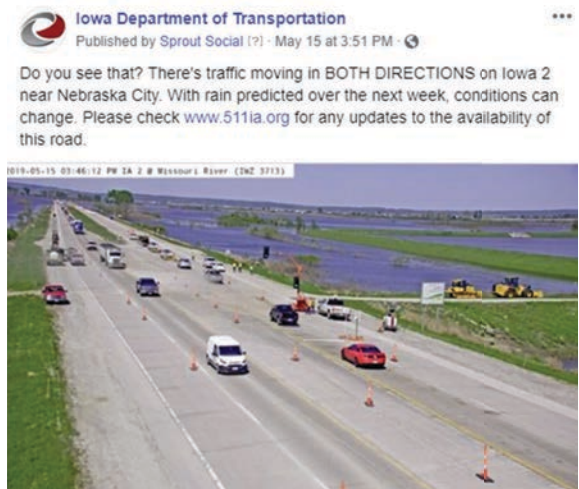 Iowa Department of Transportation
Published by Sprout Social [?] · May 15 at 3:51 PM ·
Do you see that? There's traffic moving in BOTH DIRECTIONS on Iowa 2
near Nebraska City. With rain predicted over the next week, conditions can
change. Please check www.511ia.org for any updates to the availability of
this road.
2019-05-15 03:46:12 PM IA 2 @ Missouri River (IWZ 3713)